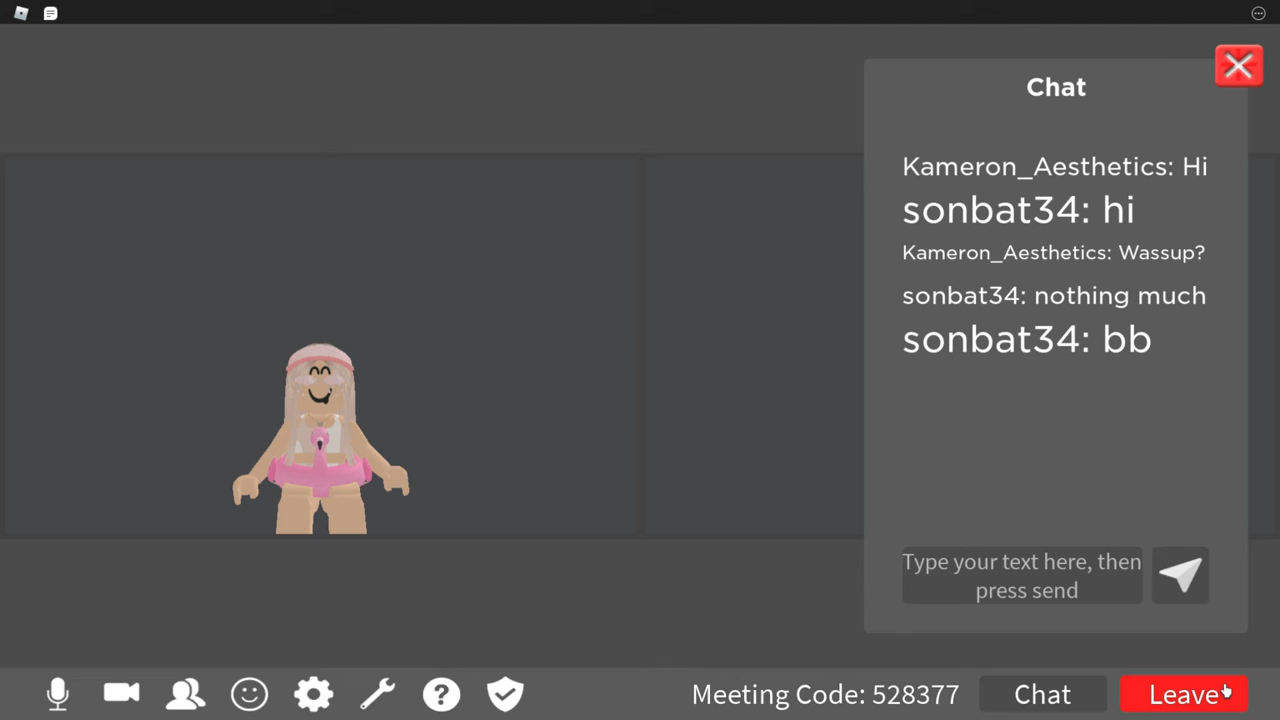 Chat
Kameron_Aesthetics: Hi
sonbat34: hi
Kameron_Aesthetics: Wassup?
sonbat34: nothing much
sonbat34: bb
Type your text here, then
press send
Meeting Code: 528377
Chat
Leave